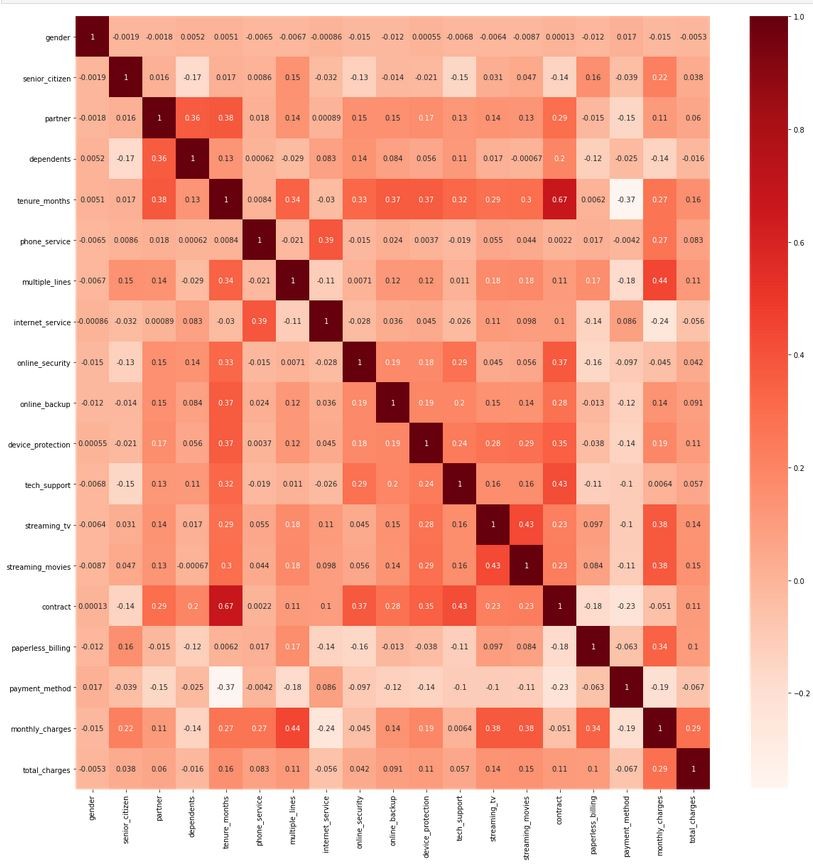 gender 1 -0.0019 -0.0018 0.0052 0.0051 -0.0065 -0.0067 -0.00086 -0.015 -0.012 0.00055 -0.0068 -0.0064 -0.0087 0.00013 -0.012 0.017 -0.015 -0.0053
senior_citizen -0.0019 1 0.016 -0.17 0.017 0.0086 0.15 -0.032 -0.13 -0.014 -0.021 -0.15 0.031 0.047 -0.14 0.16 -0.039 0.22 0.038
partner -0.0018 0.016 1 0.36 0.38 0.018 0.14 0.00089 0.15 0.15 0.17 0.13 0.14 0.13 0.29 -0.015 -0.15 0.11 0.06
dependents 0.0052 -0.17 0.36 1 0.13 0.00062 -0.029 0.083 0.14 0.084 0.056 0.11 0.017 -0.00067 0.2 -0.12 -0.025 -0.14 -0.016
tenure_months 0.0051 0.017 0.38 0.13 1 0.0084 0.34 -0.03 0.33 0.37 0.37 0.32 0.29 0.3 0.67 0.0062 -0.37 0.27 0.16
phone_service -0.0065 0.0086 0.018 0.00062 0.0084 1 -0.021 0.39 -0.015 0.024 0.0037 -0.019 0.055 0.044 0.0022 0.017 -0.0042 0.27 0.083
multiple_lines -0.0067 0.15 0.14 -0.029 0.34 -0.021 1 -0.11 0.0071 0.12 0.12 0.011 0.18 0.18 0.11 0.17 -0.18 0.44 0.11
internet_service -0.00086 -0.032 0.00089 0.083 -0.03 0.39 -0.11 1 -0.028 0.036 0.045 -0.026 0.11 0.098 0.1 -0.14 0.086 -0.24 -0.056
online_security -0.015 -0.13 0.15 0.14 0.33 -0.015 0.0071 -0.028 1 0.19 0.18 0.29 0.045 0.056 0.37 -0.16 -0.097 -0.045 0.042
online_backup -0.012 -0.014 0.15 0.084 0.37 0.024 0.12 0.036 0.19 1 0.19 0.2 0.15 0.14 0.28 -0.013 -0.12 0.14 0.091
device_protection 0.00055 -0.021 0.17 0.056 0.37 0.0037 0.12 0.045 0.18 0.19 1 0.24 0.28 0.29 0.35 -0.038 -0.14 0.19 0.11
tech_support -0.0068 -0.15 0.13 0.11 0.32 -0.019 0.011 -0.026 0.29 0.2 0.24 1 0.16 0.16 0.43 -0.11 -0.1 0.0064 0.057
streaming_tv -0.0064 0.031 0.14 0.017 0.29 0.055 0.18 0.11 0.045 0.15 0.28 0.16 1 0.43 0.23 0.097 -0.1 0.38 0.14
streaming_movies -0.0087 0.047 0.13 -0.00067 0.3 0.044 0.18 0.098 0.056 0.14 0.29 0.16 0.43 1 0.23 0.084 -0.11 0.38 0.15
contract 0.00013 -0.14 0.29 0.2 0.67 0.0022 0.11 0.1 0.37 0.28 0.35 0.43 0.23 0.23 1 -0.18 -0.23 -0.051 0.11
paperless_billing -0.012 0.16 -0.015 -0.12 0.0062 0.017 0.17 -0.14 -0.16 -0.013 -0.038 -0.11 0.097 0.084 -0.18 1 -0.063 0.34 0.1
payment_method 0.017 -0.039 -0.15 -0.025 -0.37 -0.0042 -0.18 0.086 -0.097 -0.12 -0.14 -0.1 -0.11 -0.23 -0.063 1 -0.19 -0.067
monthly_charges -0.015 0.22 0.11 -0.14 0.27 0.27 0.44 -0.24 -0.045 0.14 0.19 0.0064 0.38 0.38 -0.051 0.34 -0.19 1 0.29
total_charges -0.0053 0.038 0.06 -0.016 0.16 0.083 0.11 -0.056 0.042 0.091 0.11 0.057 0.14 0.15 0.11 0.1 -0.067 0.29 1
gender senior_citizen partner dependents tenure_months phone_service multiple_lines internet_service online_security online_backup device_protection tech_support streaming_tv streaming_movies contract paperless_billing payment_method monthly_charges total_charges
1.0
0.8
0.6
0.4
0.2
0.0
−0.2